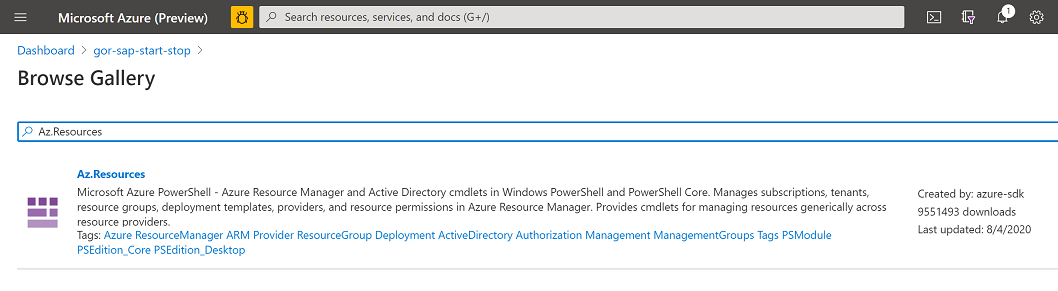 Microsoft Azure (Preview)
Search resources, services, and docs (G+/)
1
Dashboard > gor-sap-start-stop >
Browse Gallery
Az.Resources
Az.Resources
Microsoft Azure PowerShell - Azure Resource Manager and Active Directory cmdlets in Windows PowerShell and PowerShell Core. Manages subscriptions, tenants,
resource groups, deployment templates, providers, and resource permissions in Azure Resource Manager. Provides cmdlets for managing resources generically across
resource providers.
Tags: Azure ResourceManager ARM Provider ResourceGroup Deployment ActiveDirectory Authorization Management ManagementGroups Tags PSModule
PSEdition_Core PSEdition_Desktop
Created by: azure-sdk
9551493 downloads
Last updated: 8/4/2020